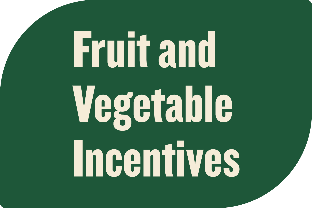 Fruit and
Vegetable
Incentives